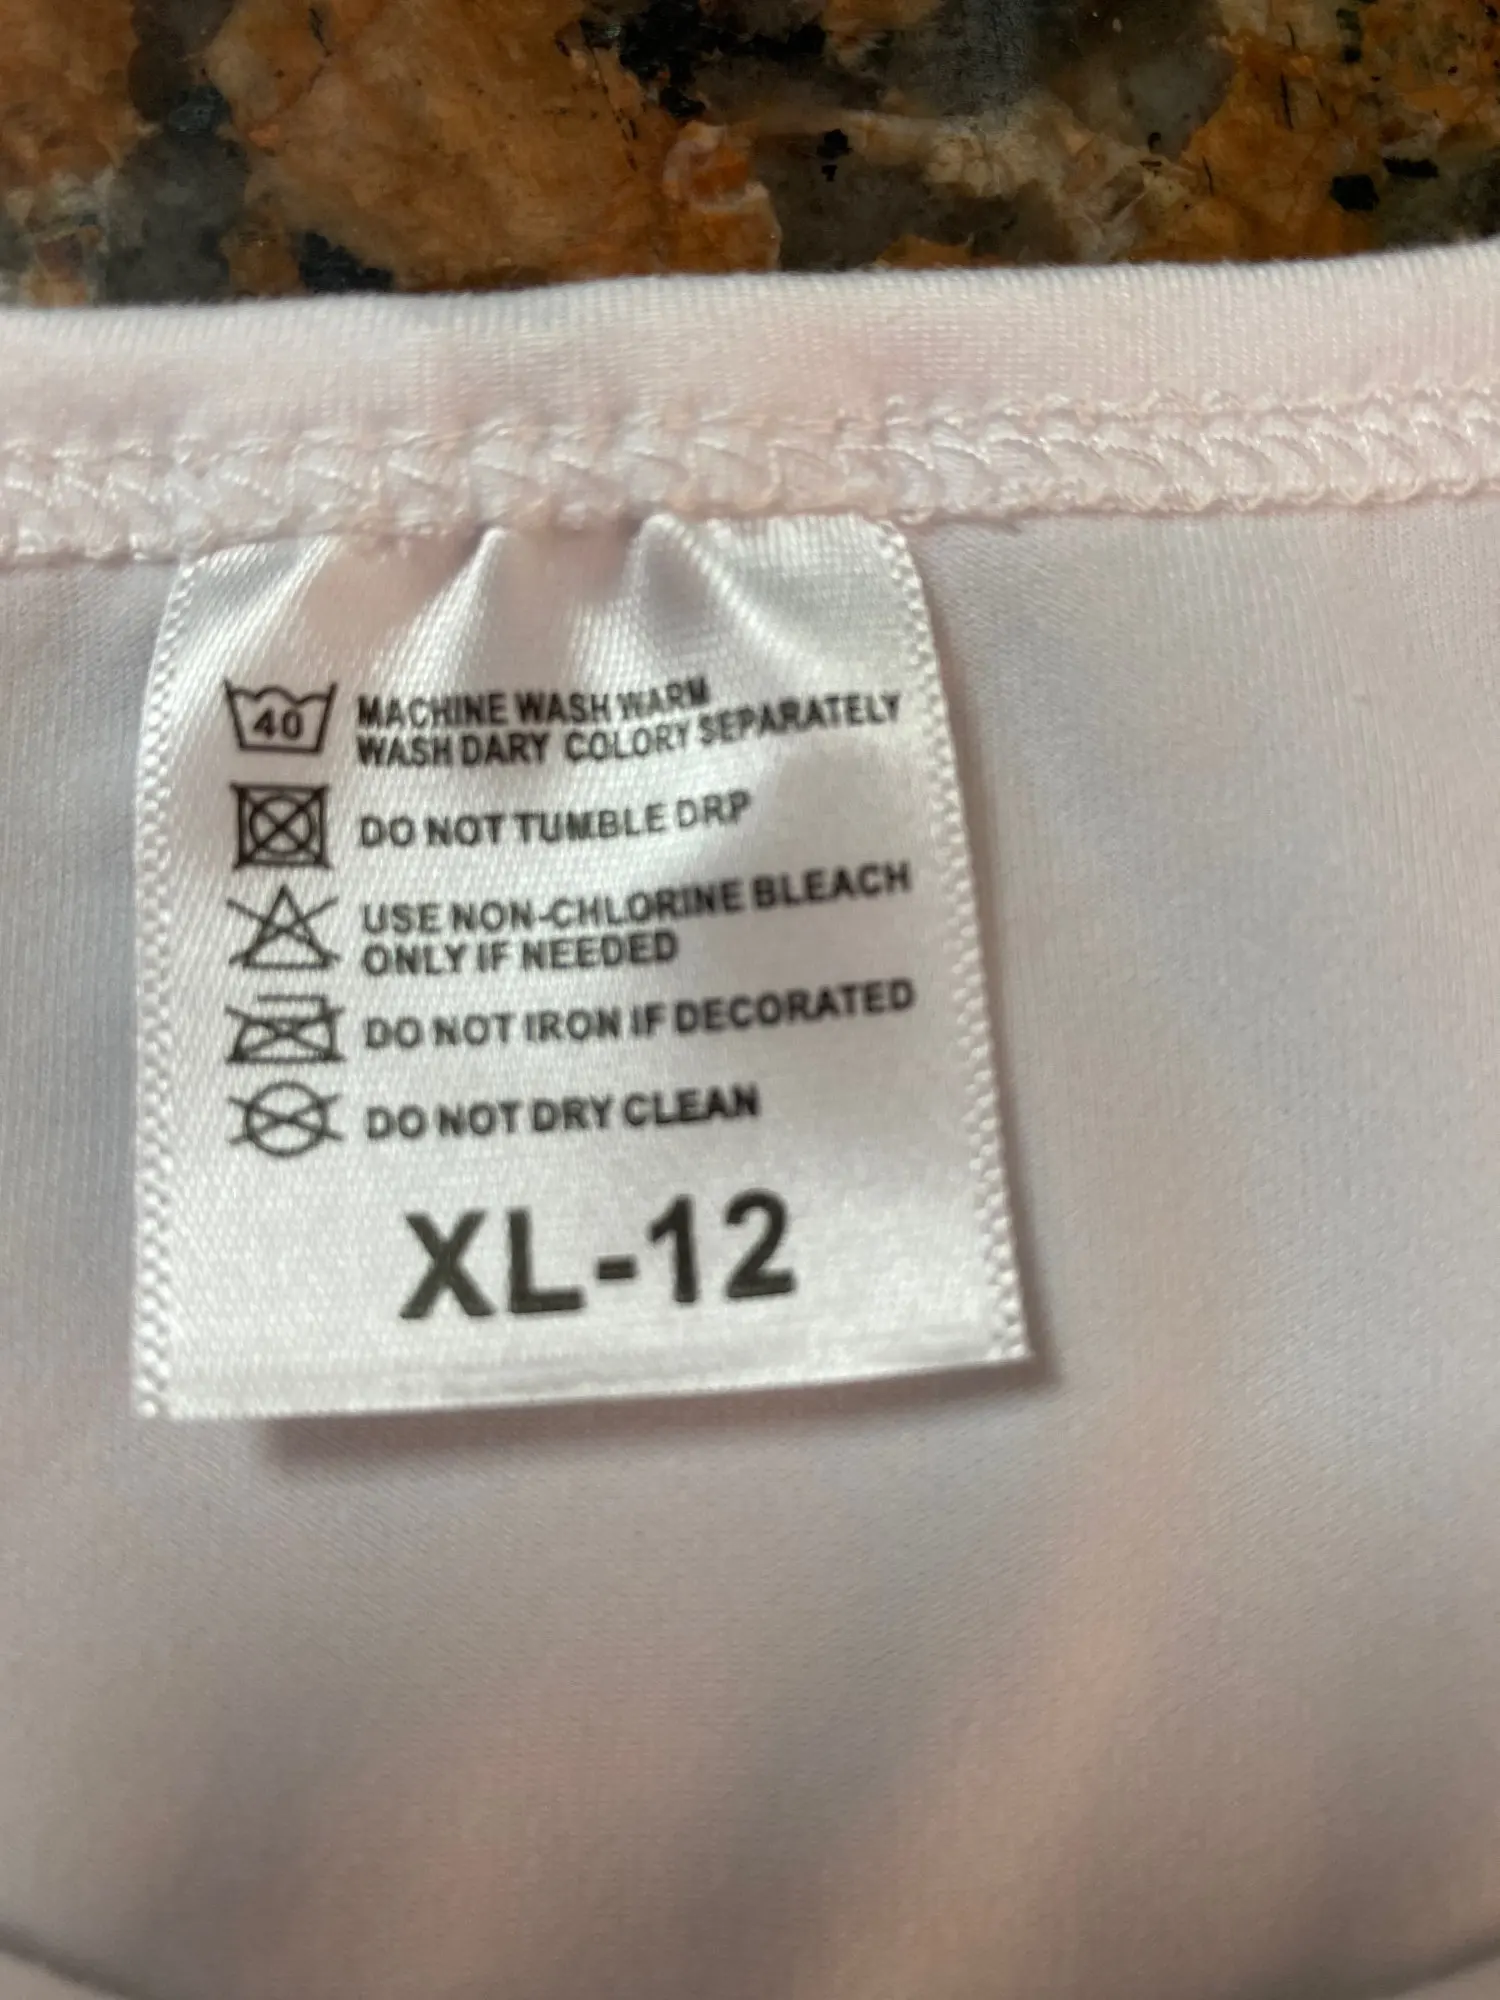 40 MACHINE WASH WARM
WASH DARY COLORY SEPARATELY
DO NOT TUMBLE DRP
USE NON-CHLORINE BLEACH
ONLY IF NEEDED
DO NOT IRON IF DECORATED
DO NOT DRY CLEAN
XL-12